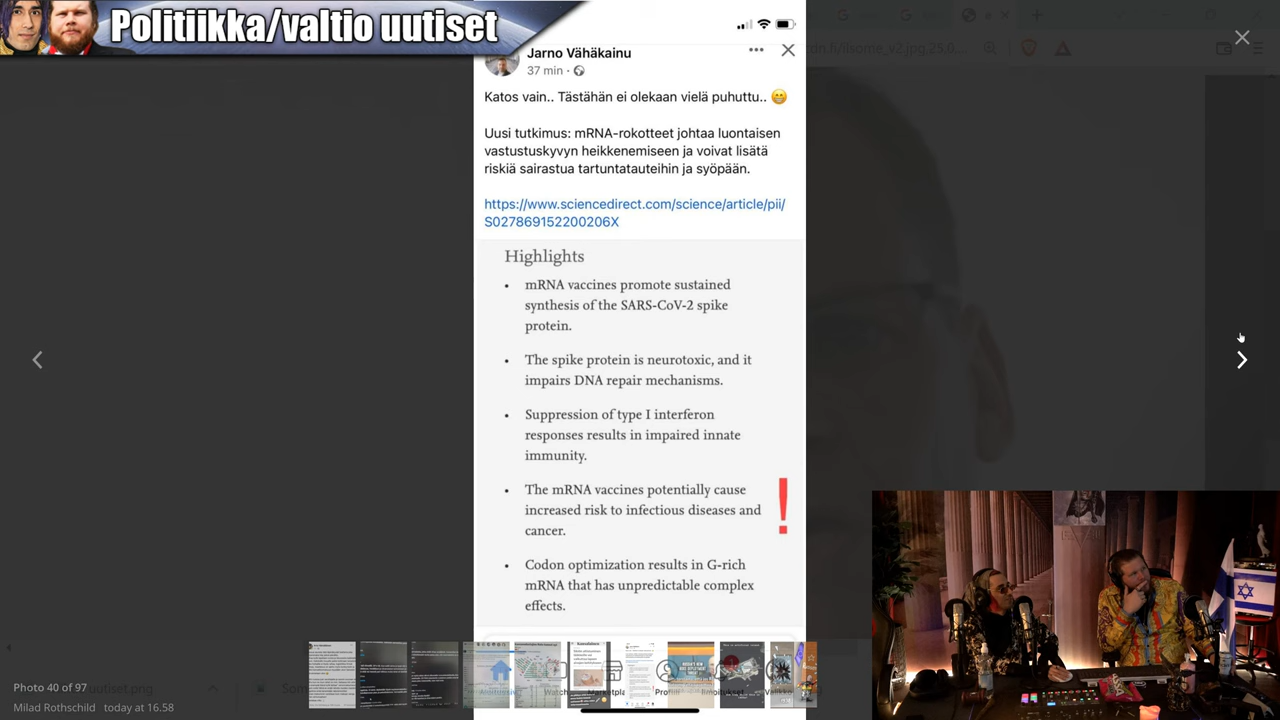 Politiikka/valtio uutiset
Jarno Vähäkainu
37 min ·
Katos vain.. Tästähän ei olekaan vielä puhuttu.. 😁
Uusi tutkimus: mRNA-rokotteet johtaa luontaisen
vastustuskyvyn heikkenemiseen ja voivat lisätä
riskiä sairastua tartuntatauteihin ja syöpään.
https://www.sciencedirect.com/science/article/pii/
S027869152200206X
Highlights
• mRNA vaccines promote sustained
synthesis of the SARS-CoV-2 spike
protein.
• The spike protein is neurotoxic, and it
impairs DNA repair mechanisms.
• Suppression of type I interferon
responses results in impaired innate
immunity.
• The mRNA vaccines potentially cause
increased risk to infectious diseases and
cancer.
!
• Codon optimization results in G-rich
mRNA that has unpredictable complex
effects.
Photo 40 of 97
Milad Rothschild Today at 16.58